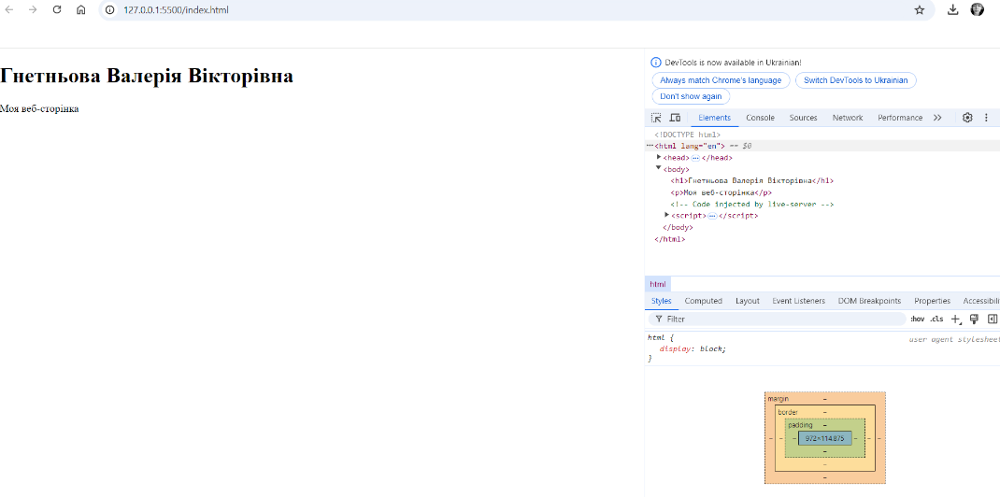 127.0.0.1:5500/index.html
Гнетньова Валерія Вікторівна
Моя веб-сторінка
DevTools is now available in Ukrainian!
Always match Chrome's language
Switch DevTools to Ukrainian
Don't show again
Elements Console Sources Network Performance
<!DOCTYPE html>
<html lang="en"> == $0
<head> ⋯ </head>
<body>
<h1>Гнетньова Валерія Вікторівна</h1>
<p>Моя веб-сторінка</p>
<!-- Code injected by live-server -->
<script> ⋯ </script>
</body>
</html>
html
Styles Computed Layout Event Listeners DOM Breakpoints Properties Accessibili
Filter :hov .cls
html { user agent stylesheet
display: block;
}
margin –
border –
padding –
– – – 972×114.875 – – –
–
–
–